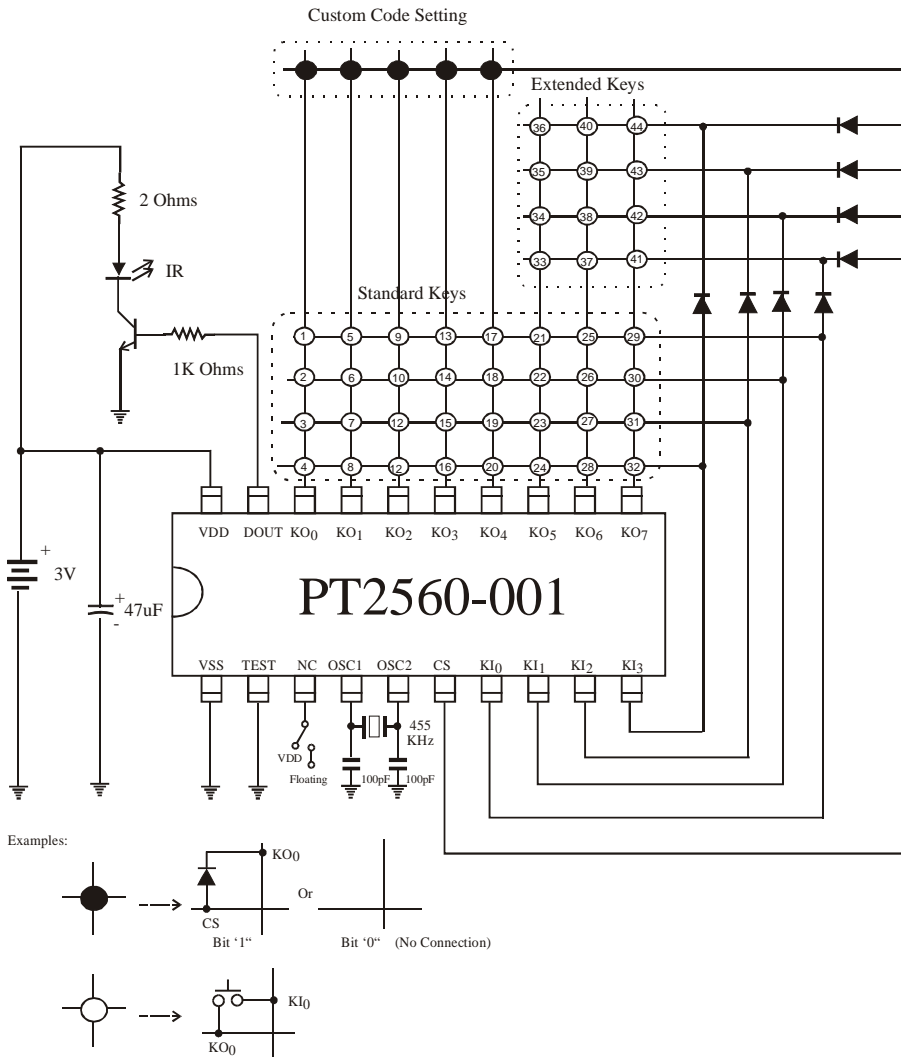 Custom Code Setting
Extended Keys
36 40 44
35 39 43
34 38 42
33 37 41
2 Ohms
IR
Standard Keys
1K Ohms
1 5 9 13 17 21 25 29
2 6 10 14 18 22 26 30
3 7 12 15 19 23 27 31
4 8 12 16 20 24 28 32
VDD DOUT KO0 KO1 KO2 KO3 KO4 KO5 KO6 KO7
+
3V
+
47uF
-
PT2560-001
VSS TEST NC OSC1 OSC2 CS KI0 KI1 KI2 KI3
455
KHz
VDD
Floating
100pF 100pF
Examples:
KO0
Or
CS
Bit ‘1“ Bit ‘0“ (No Connection)
KI0
KO0